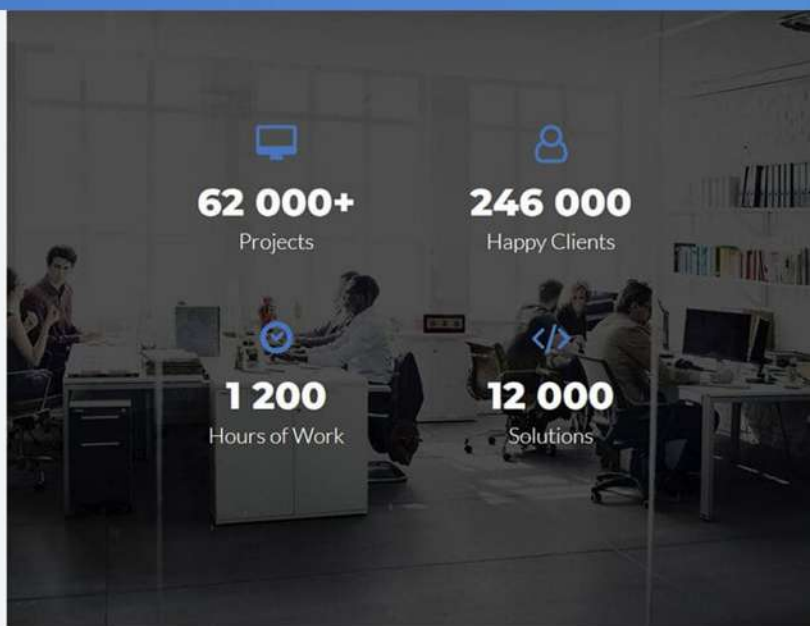 62 000+
Projects
246 000
Happy Clients
1 200
Hours of Work
12 000
Solutions